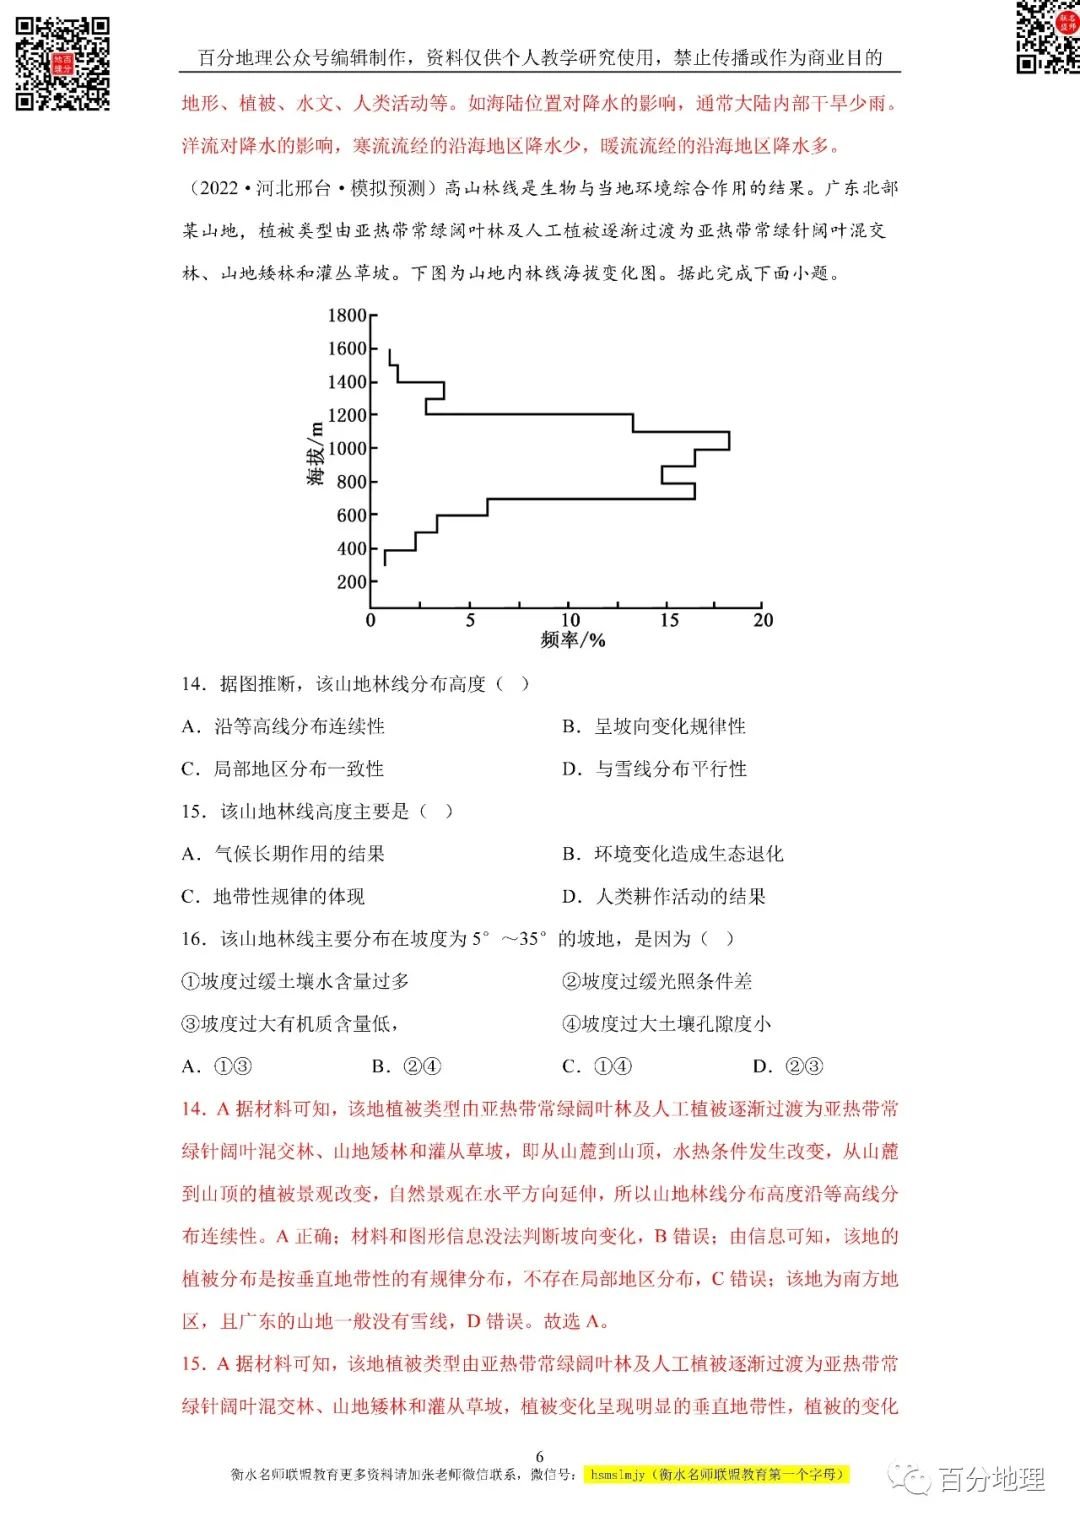 百分地理公众号编辑制作，资料仅供个人教学研究使用，禁止传播或作为商业目的
地形、植被、水文、人类活动等。如海陆位置对降水的影响，通常大陆内部干旱少雨。
洋流对降水的影响，寒流流经的沿海地区降水少，暖流流经的沿海地区降水多。
（2022·河北邢台·模拟预测）高山林线是生物与当地环境综合作用的结果。广东北部
某山地，植被类型由亚热带常绿阔叶林及人工植被逐渐过渡为亚热带常绿针阔叶混交
林、山地矮林和灌丛草坡。下图为山地内林线海拔变化图。据此完成下面小题。
1800
1600
1400
1200
1000
800
600
400
200
海拔/m
0 5 10 15 20
频率/%
14．据图推断，该山地林线分布高度（ ）
A．沿等高线分布连续性 B．呈坡向变化规律性
C．局部地区分布一致性 D．与雪线分布平行性
15．该山地林线高度主要是（ ）
A．气候长期作用的结果 B．环境变化造成生态退化
C．地带性规律的体现 D．人类耕作活动的结果
16．该山地林线主要分布在坡度为 5°～35°的坡地，是因为（ ）
①坡度过缓土壤水含量过多 ②坡度过缓光照条件差
③坡度过大有机质含量低， ④坡度过大土壤孔隙度小
A．①③ B．②④ C．①④ D．②③
14．A 据材料可知，该地植被类型由亚热带常绿阔叶林及人工植被逐渐过渡为亚热带常
绿针阔叶混交林、山地矮林和灌从草坡，即从山麓到山顶，水热条件发生改变，从山麓
到山顶的植被景观改变，自然景观在水平方向延伸，所以山地林线分布高度沿等高线分
布连续性。A 正确；材料和图形信息没法判断坡向变化，B 错误；由信息可知，该地的
植被分布是按垂直地带性的有规律分布，不存在局部地区分布，C 错误；该地为南方地
区，且广东的山地一般没有雪线，D 错误。故选 A。
15．A 据材料可知，该地植被类型由亚热带常绿阔叶林及人工植被逐渐过渡为亚热带常
绿针阔叶混交林、山地矮林和灌从草坡，植被变化呈现明显的垂直地带性，植被的变化
6
衡水名师联盟教育更多资料请加张老师微信联系，微信号： hsmslmjy（衡水名师联盟教育第一个字母）
百分地理